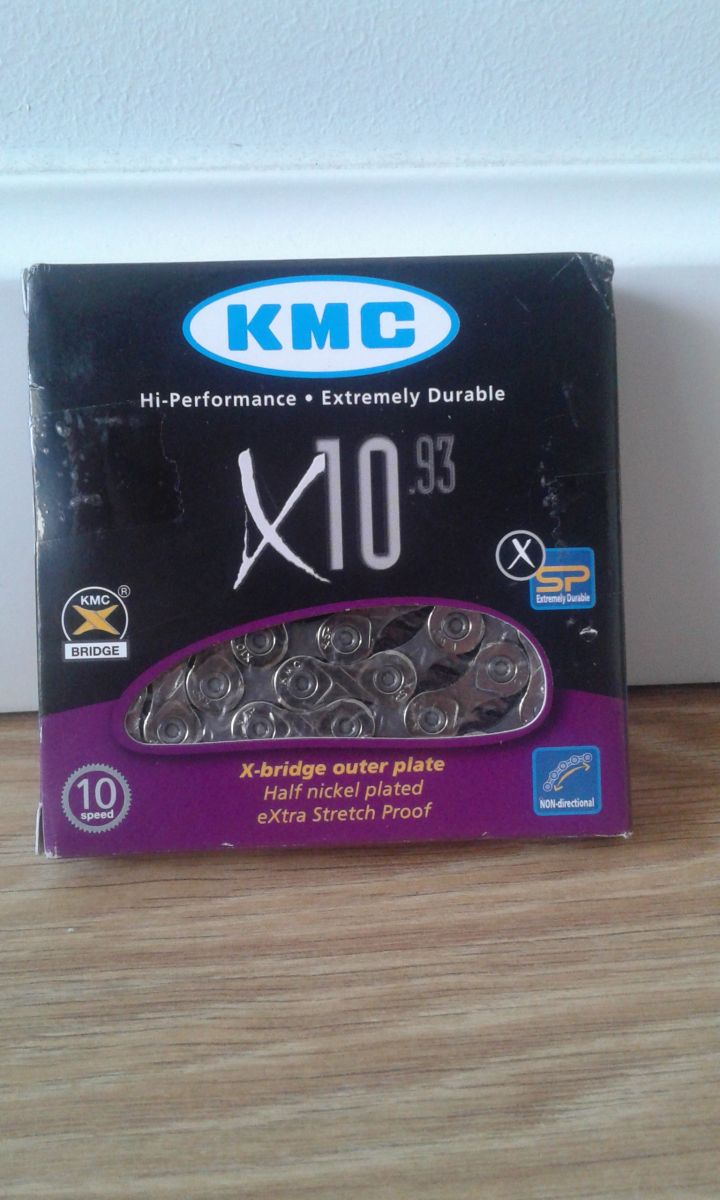 KMC
Hi-Performance • Extremely Durable
X10.93
X
SP
Extremely Durable
KMC®
BRIDGE
X-bridge outer plate
Half nickel plated
eXtra Stretch Proof
10
speed
NON-directional